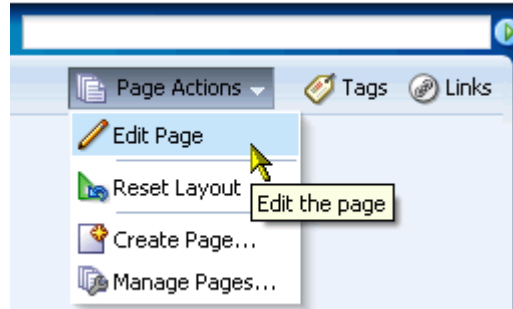 Page Actions Tags Links
Edit Page
Reset Layout
Edit the page
Create Page...
Manage Pages...